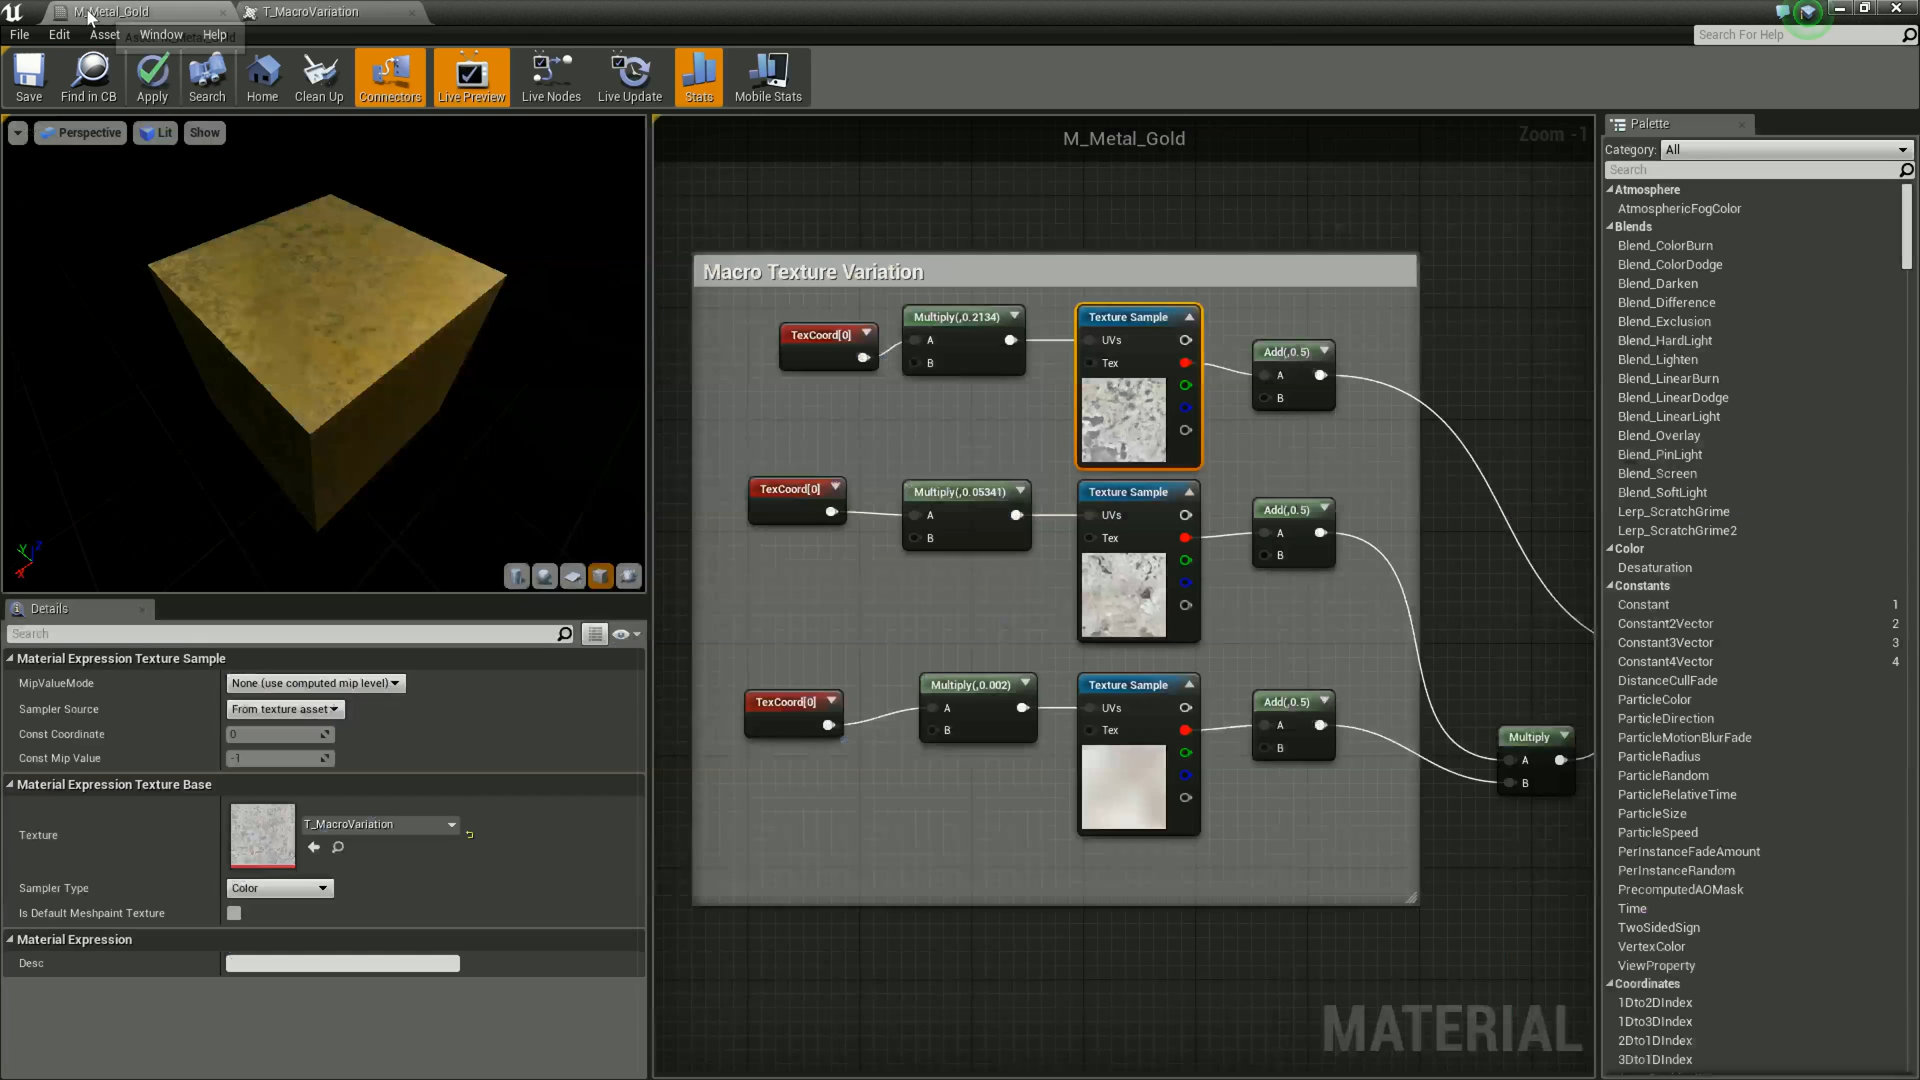 M_Metal_Gold
T_MacroVariation
File
Edit
Asset
Window
Help
Search For Help
Save
Find in CB
Apply
Search
Home
Clean Up
Connectors
Live Preview
Live Nodes
Live Update
Stats
Mobile Stats
Perspective
Lit
Show
M_Metal_Gold
Zoom -1
Macro Texture Variation
TexCoord[0]
Multiply(,0.2134)
A
B
Texture Sample
UVs
Tex
Add(,0.5)
A
B
TexCoord[0]
Multiply(,0.05341)
A
B
Texture Sample
UVs
Tex
Add(,0.5)
A
B
TexCoord[0]
Multiply(,0.002)
A
B
Texture Sample
UVs
Tex
Add(,0.5)
A
B
Multiply
A
B
MATERIAL
Y
Z
X
Details
Search
Material Expression Texture Sample
MipValueMode
None (use computed mip level)
Sampler Source
From texture asset
Const Coordinate
0
Const Mip Value
-1
Material Expression Texture Base
Texture
T_MacroVariation
Sampler Type
Color
Is Default Meshpaint Texture
Material Expression
Desc
Palette
Category: All
Search
Atmosphere
AtmosphericFogColor
Blends
Blend_ColorBurn
Blend_ColorDodge
Blend_Darken
Blend_Difference
Blend_Exclusion
Blend_HardLight
Blend_Lighten
Blend_LinearBurn
Blend_LinearDodge
Blend_LinearLight
Blend_Overlay
Blend_PinLight
Blend_Screen
Blend_SoftLight
Lerp_ScratchGrime
Lerp_ScratchGrime2
Color
Desaturation
Constants
Constant 1
Constant2Vector 2
Constant3Vector 3
Constant4Vector 4
DistanceCullFade
ParticleColor
ParticleDirection
ParticleMotionBlurFade
ParticleRadius
ParticleRandom
ParticleRelativeTime
ParticleSize
ParticleSpeed
PerInstanceFadeAmount
PerInstanceRandom
PrecomputedAOMask
Time
TwoSidedSign
VertexColor
ViewProperty
Coordinates
1Dto2DIndex
1Dto3DIndex
2Dto1DIndex
3Dto1DIndex